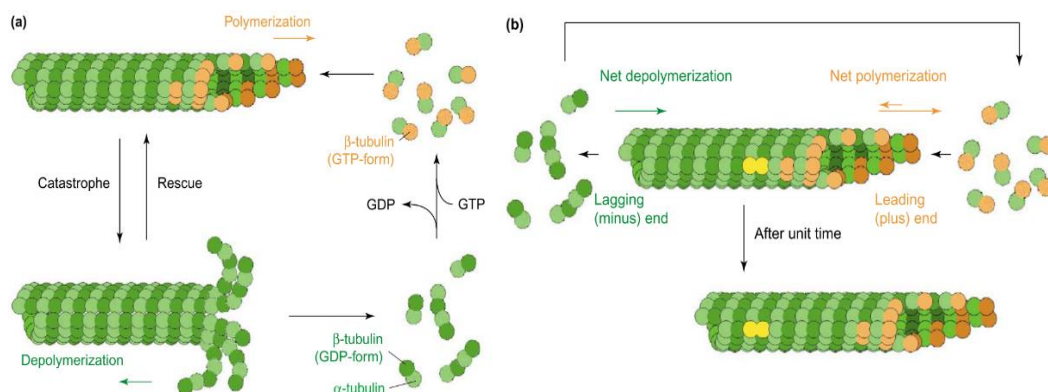 (a)
Polymerization
β-tubulin
(GTP-form)
Catastrophe
Rescue
GDP
GTP
Depolymerization
β-tubulin
(GDP-form)
α-tubulin
(b)
Net depolymerization
Net polymerization
Lagging
(minus) end
Leading
(plus) end
After unit time